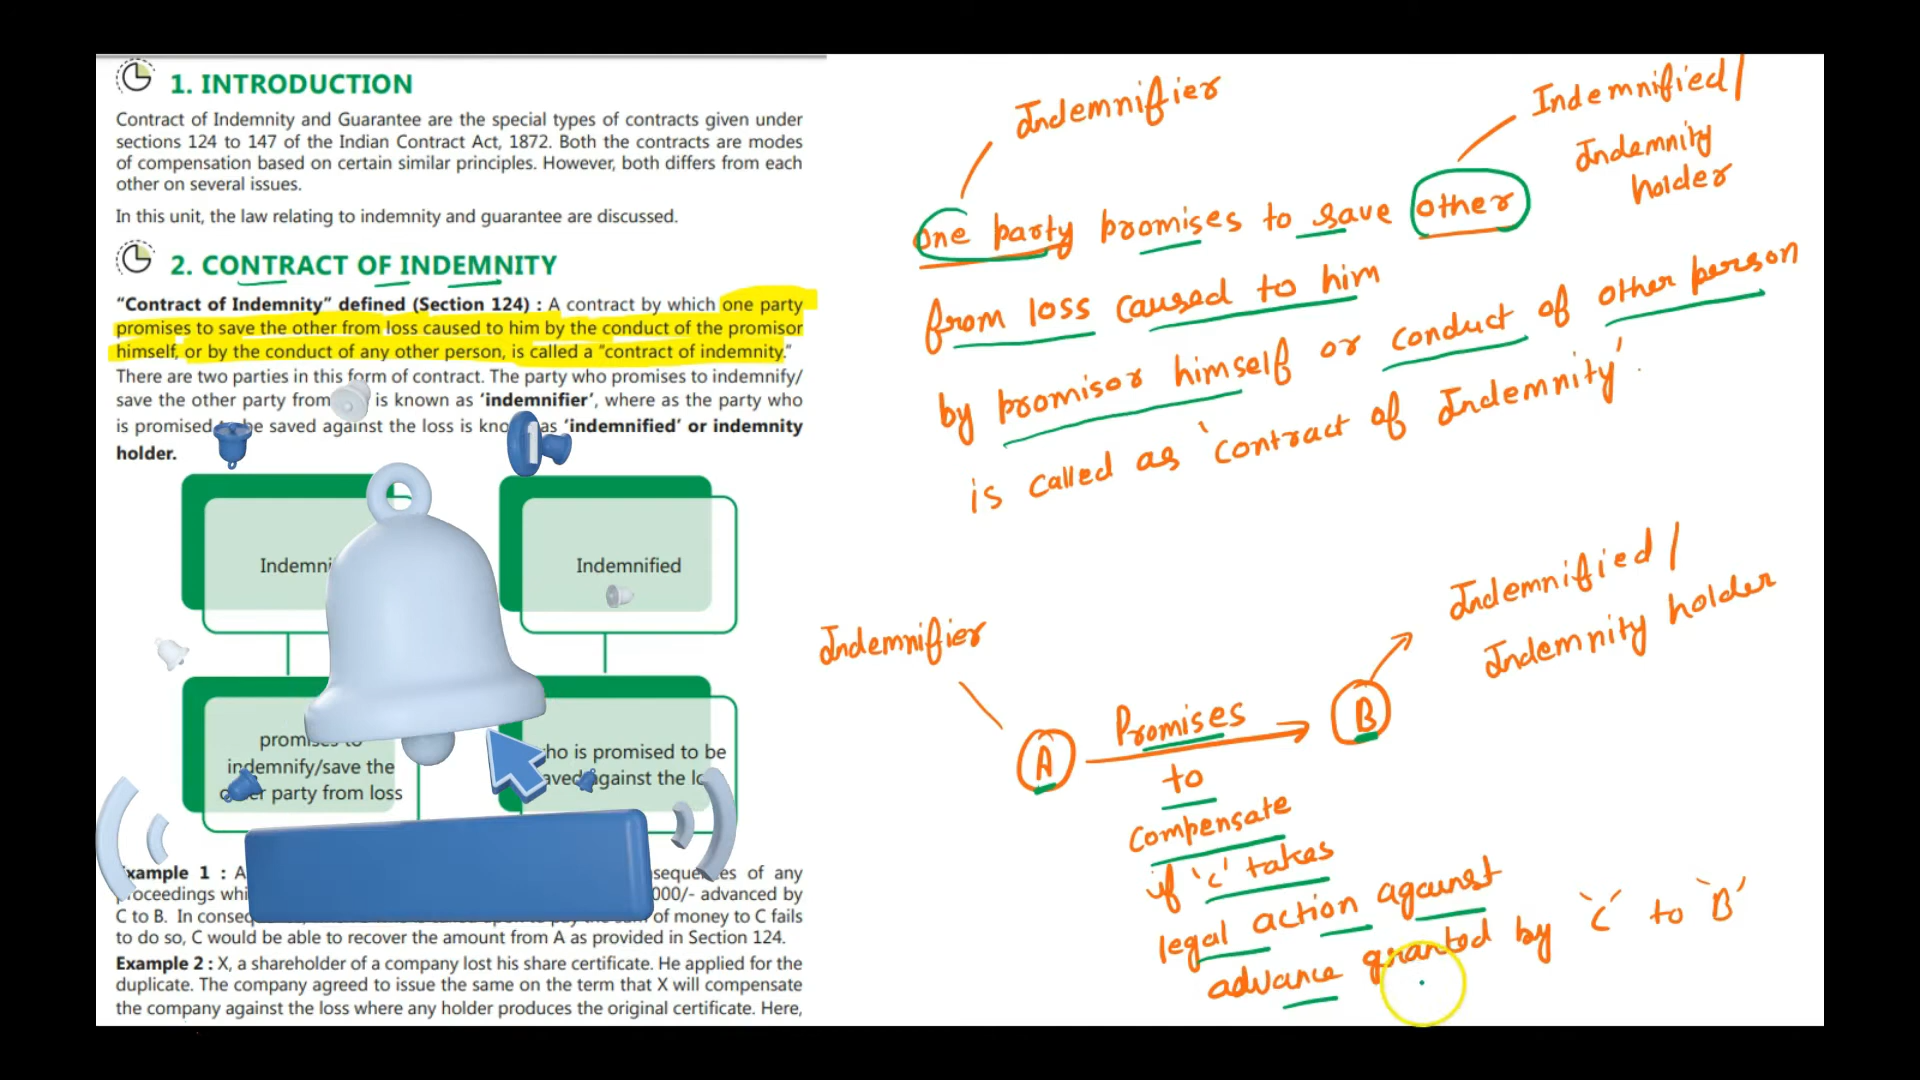 1. INTRODUCTION
Contract of Indemnity and Guarantee are the special types of contracts given under
sections 124 to 147 of the Indian Contract Act, 1872. Both the contracts are modes
of compensation based on certain similar principles. However, both differs from each
other on several issues.
In this unit, the law relating to indemnity and guarantee are discussed.
2. CONTRACT OF INDEMNITY
“Contract of Indemnity” defined (Section 124) : A contract by which one party
promises to save the other from loss caused to him by the conduct of the promisor
himself, or by the conduct of any other person, is called a “contract of indemnity.”
There are two parties in this form of contract. The party who promises to indemnify/
save the other party from is known as ‘indemnifier’, where as the party who
is promised be saved against the loss is as ‘indemnified’ or indemnity
holder.
Indemnified
promises to
indemnify/save the
party from loss
who is promised to be
saved against the
Example 1 : A of any
proceedings 000/- advanced by
C to B. In of money to C fails
to do so, C would be able to recover the amount from A as provided in Section 124.
Example 2 : X, a shareholder of a company lost his share certificate. He applied for the
duplicate. The company agreed to issue the same on the term that X will compensate
the company against the loss where any holder produces the original certificate. Here,
Indemnifier
Indemnified/
Indemnity
holder
one party promises to save other
from loss caused to him
by promisor himself or conduct of other person
is called as 'contract of Indemnity'.
Indemnified/
Indemnity holder
Indemnifier
A Promises B
to
compensate
if 'c' takes
legal action against
advance granted by 'c' to 'B'
1